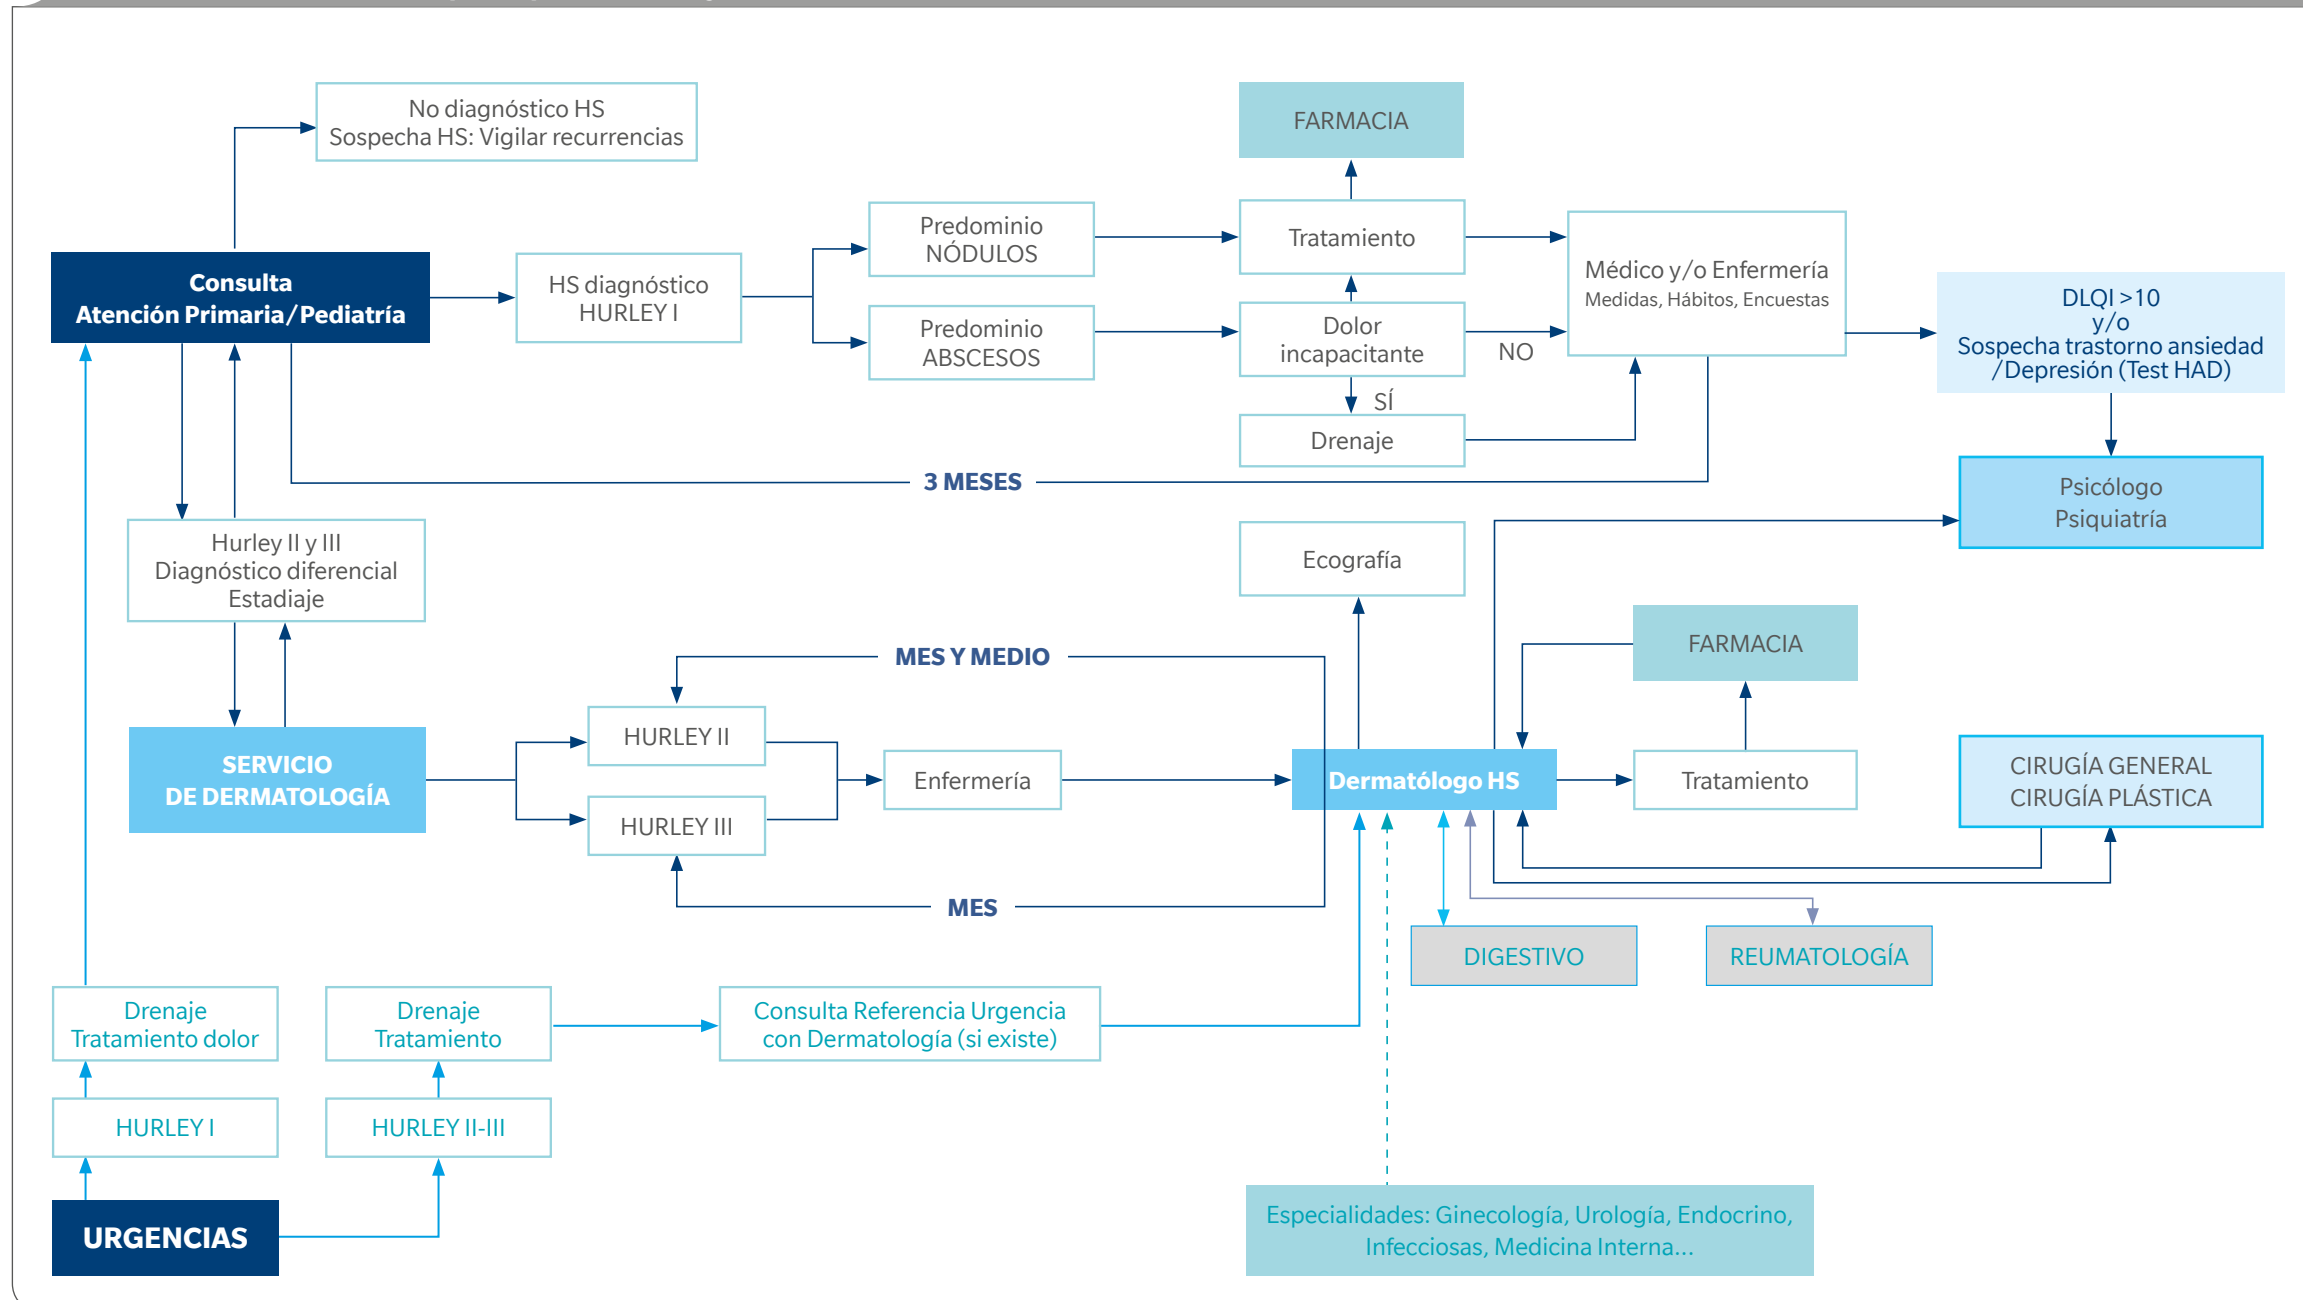 No diagnóstico HS
Sospecha HS: Vigilar recurrencias
FARMACIA
Consulta
Atención Primaria/Pediatría
HS diagnóstico
HURLEY I
Predominio
NÓDULOS
Predominio
ABSCESOS
Tratamiento
Dolor
incapacitante
NO
SÍ
Drenaje
Médico y/o Enfermería
Medidas, Hábitos, Encuestas
DLQI >10
y/o
Sospecha trastorno ansiedad
/Depresión (Test HAD)
3 MESES
Psicólogo
Psiquiatría
Hurley II y III
Diagnóstico diferencial
Estadiaje
Ecografía
MES Y MEDIO
FARMACIA
SERVICIO
DE DERMATOLOGÍA
HURLEY II
HURLEY III
Enfermería
Dermatólogo HS
Tratamiento
CIRUGÍA GENERAL
CIRUGÍA PLÁSTICA
MES
DIGESTIVO
REUMATOLOGÍA
Drenaje
Tratamiento dolor
Drenaje
Tratamiento
Consulta Referencia Urgencia
con Dermatología (si existe)
HURLEY I
HURLEY II-III
URGENCIAS
Especialidades: Ginecología, Urología, Endocrino,
Infecciosas, Medicina Interna...